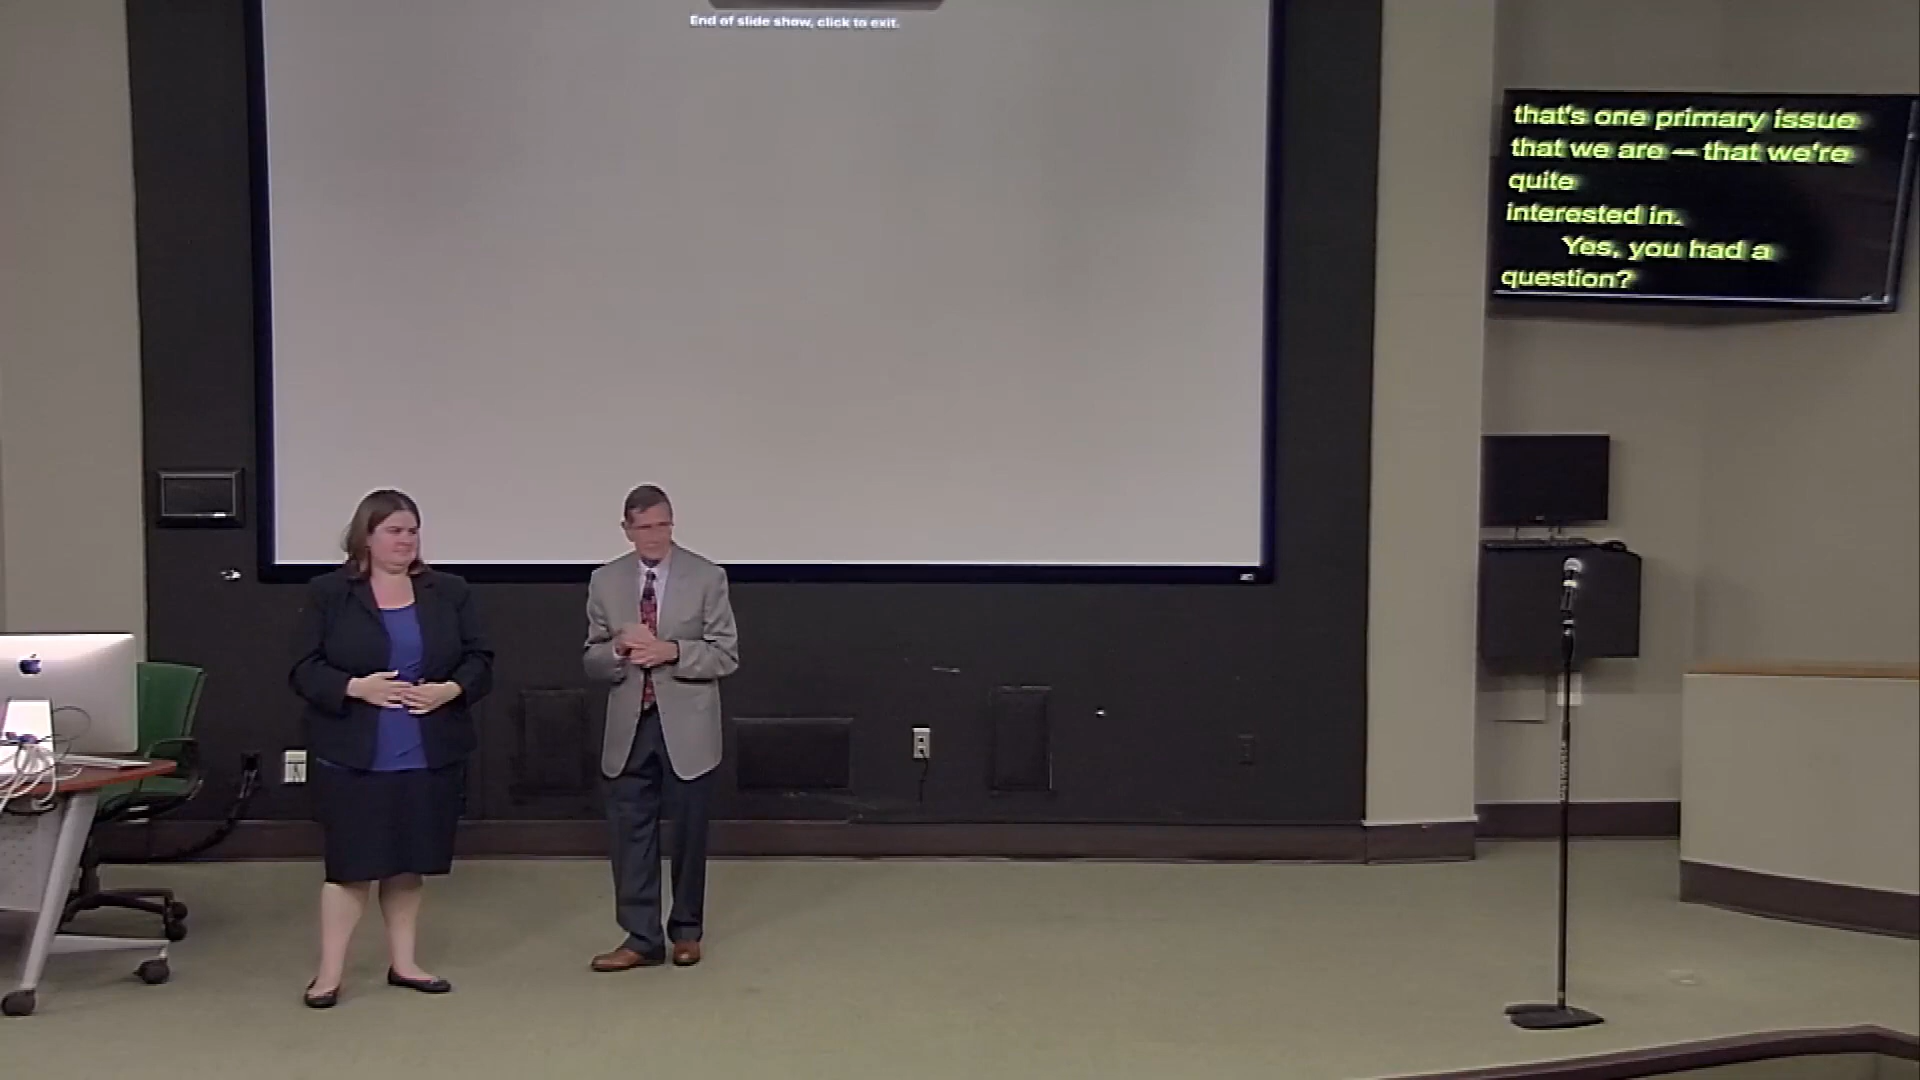 End of slide show, click to exit.
that's one primary issue
that we are — that we're
quite
interested in.
Yes, you had a
question?